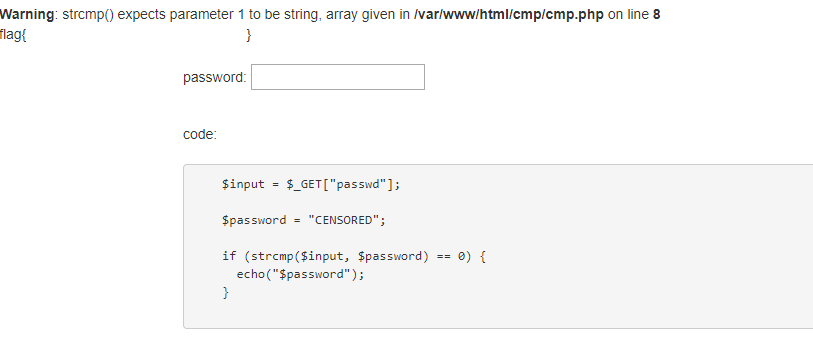 Warning: strcmp() expects parameter 1 to be string, array given in /var/www/html/cmp/cmp.php on line 8
flag{ }
password:
code:
$input = $_GET["passwd"];
$password = "CENSORED";
if (strcmp($input, $password) == 0) {
echo("$password");
}